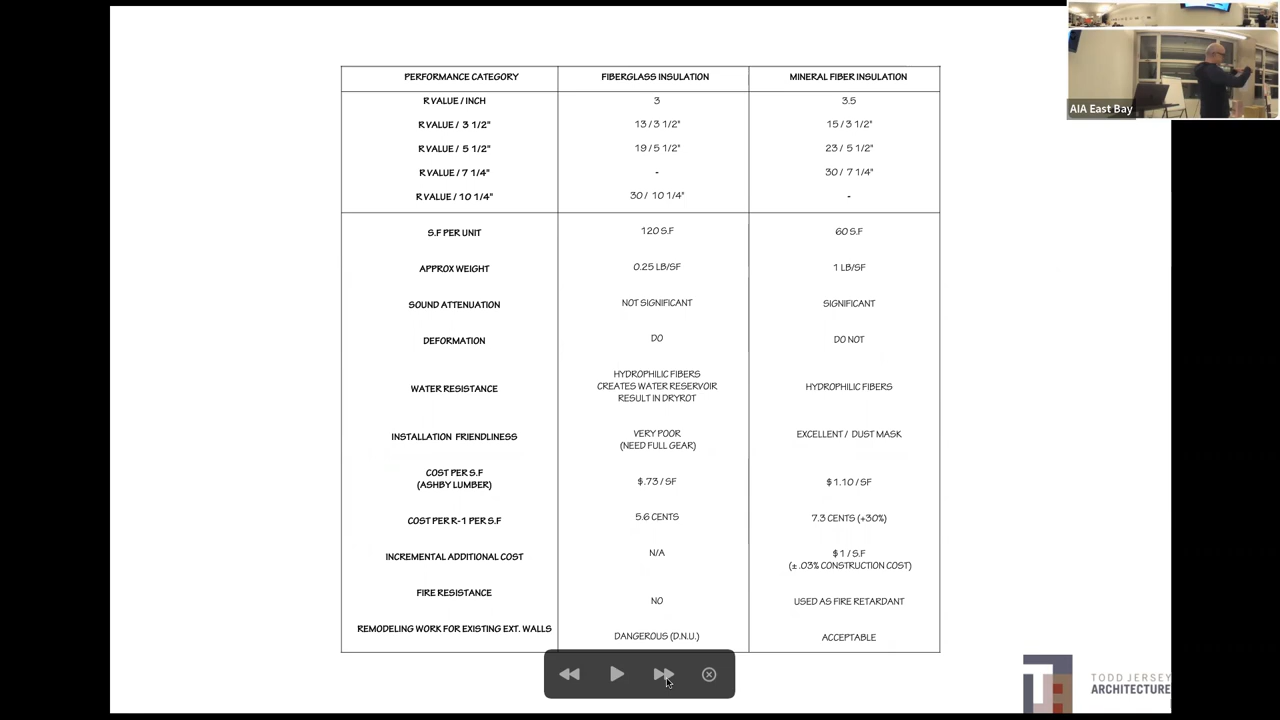 AIA East Bay
PERFORMANCE CATEGORY FIBERGLASS INSULATION MINERAL FIBER INSULATION
R VALUE / INCH 3 3.5
R VALUE / 3 1/2" 13 / 3 1/2" 15 / 3 1/2"
R VALUE / 5 1/2" 19 / 5 1/2" 23 / 5 1/2"
R VALUE / 7 1/4" - 30 / 7 1/4"
R VALUE / 10 1/4" 30 / 10 1/4" -
S.F PER UNIT 120 S.F 60 S.F
APPROX WEIGHT 0.25 LB/SF 1 LB/SF
SOUND ATTENUATION NOT SIGNIFICANT SIGNIFICANT
DEFORMATION DO DO NOT
WATER RESISTANCE HYDROPHILIC FIBERS
CREATES WATER RESERVOIR
RESULT IN DRYROT HYDROPHILIC FIBERS
INSTALLATION FRIENDLINESS VERY POOR
(NEED FULL GEAR) EXCELLENT / DUST MASK
COST PER S.F
(ASHBY LUMBER) $.73 / SF $1.10 / SF
COST PER R-1 PER S.F 5.6 CENTS 7.3 CENTS (+30%)
INCREMENTAL ADDITIONAL COST N/A $1 / S.F
(± .03% CONSTRUCTION COST)
FIRE RESISTANCE NO USED AS FIRE RETARDANT
REMODELING WORK FOR EXISTING EXT. WALLS DANGEROUS (D.N.U.) ACCEPTABLE
TODD JERSEY
ARCHITECTURE